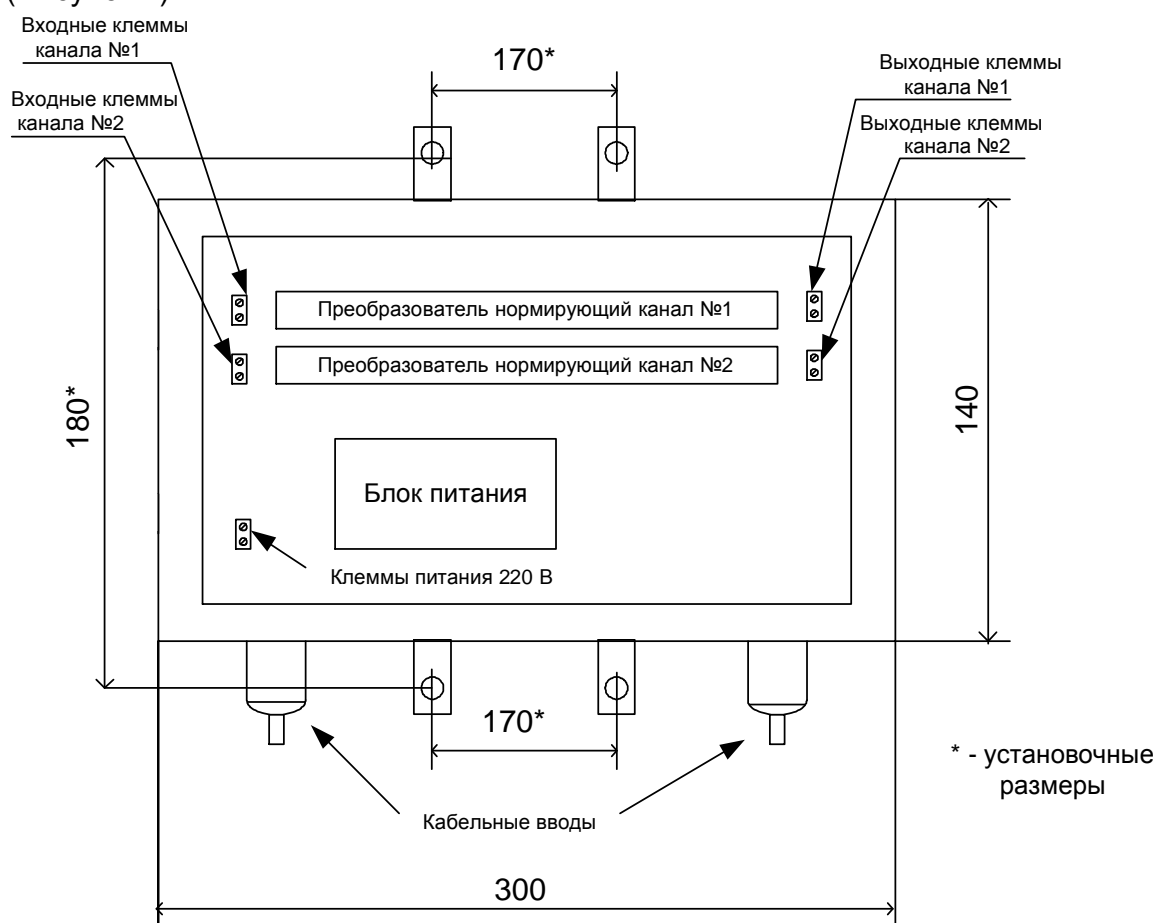 Входные клеммы
канала №1
170*
Выходные клеммы
канала №1
Входные клеммы
канала №2
Выходные клеммы
канала №2
Преобразователь нормирующий канал №1
Преобразователь нормирующий канал №2
180*
140
Блок питания
Клеммы питания 220 В
170*
* - установочные
размеры
Кабельные вводы
300